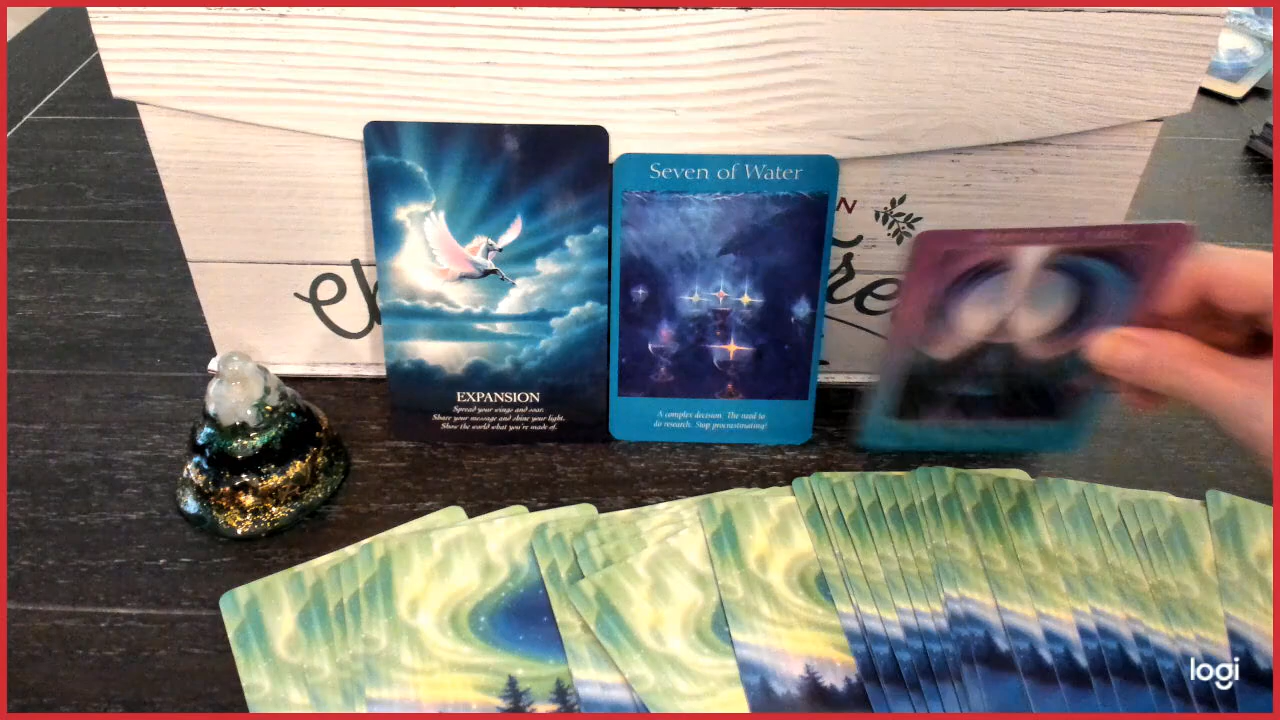 Seven of Water
N
re
EXPANSION
Spread your wings and soar.
Share your message and shine your light.
Show the world what you're made of.
A complex decision. The need to
do research. Stop procrastinating!
logi